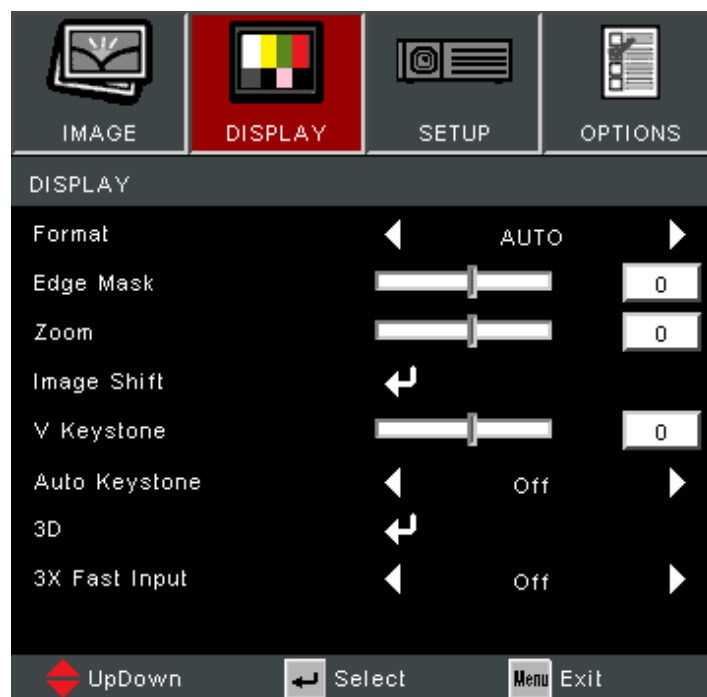 IMAGE DISPLAY SETUP OPTIONS
DISPLAY
Format AUTO
Edge Mask 0
Zoom 0
Image Shift
V Keystone 0
Auto Keystone Off
3D
3X Fast Input Off
UpDown Select Menu Exit